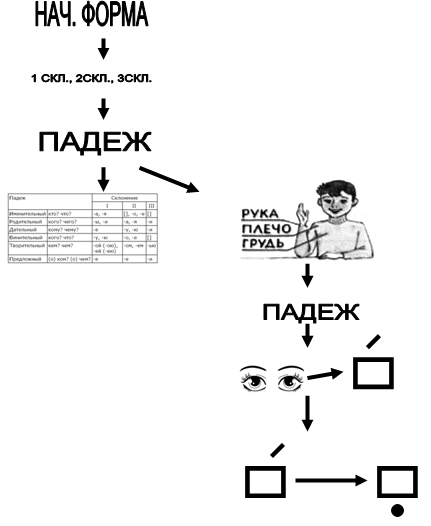 НАЧ. ФОРМА
1 СКЛ., 2СКЛ., 3СКЛ.
ПАДЕЖ
Падеж Склонение
I II III
Именительный кто? что? -а, -я [], -о, -е []
Родительный кого? чего? -ы, -и -а, -я -и
Дательный кому? чему? -е -у, -ю -и
Винительный кого? что? -у, -ю -о, -е []
Творительный кем? чем? -ой (-ою), -ом, -ем -ью
-ей (-ею)
Предложный (о) ком? (о) чем? -е -е -и
РУКА
ПЛЕЧО
ГРУДЬ
ПАДЕЖ